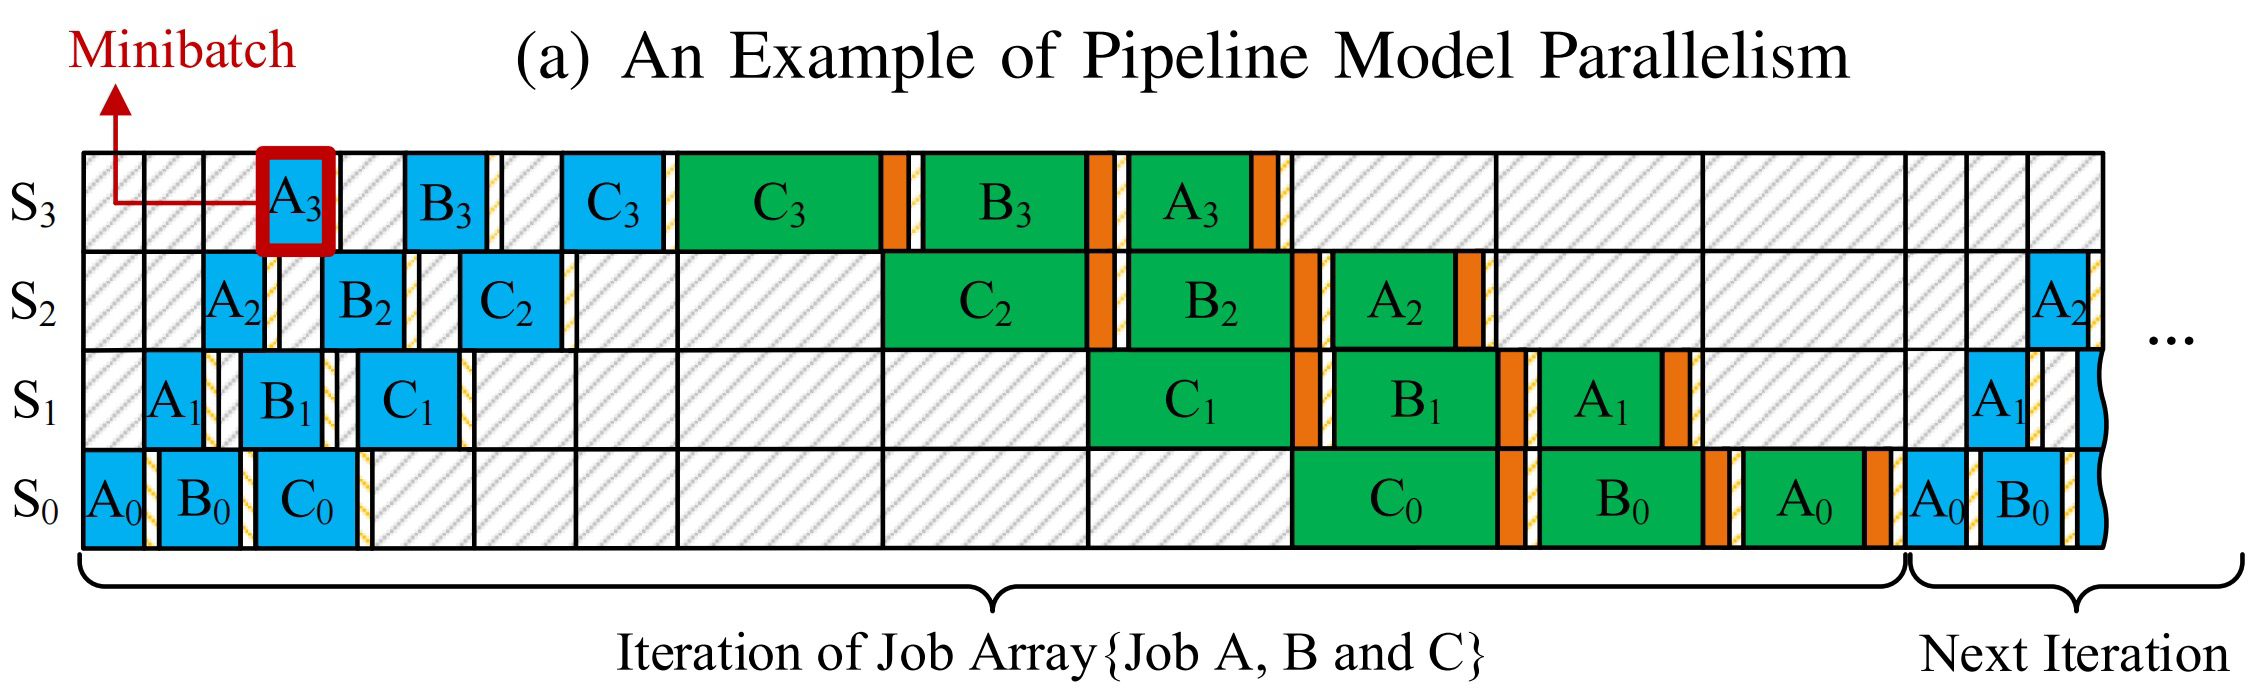 Minibatch
(a) An Example of Pipeline Model Parallelism
S3 A3 B3 C3 C3 B3 A3
S2 A2 B2 C2 C2 B2 A2 A2
...
S1 A1 B1 C1 C1 B1 A1 A1
S0 A0 B0 C0 C0 B0 A0 A0 B0
Iteration of Job Array{Job A, B and C}
Next Iteration